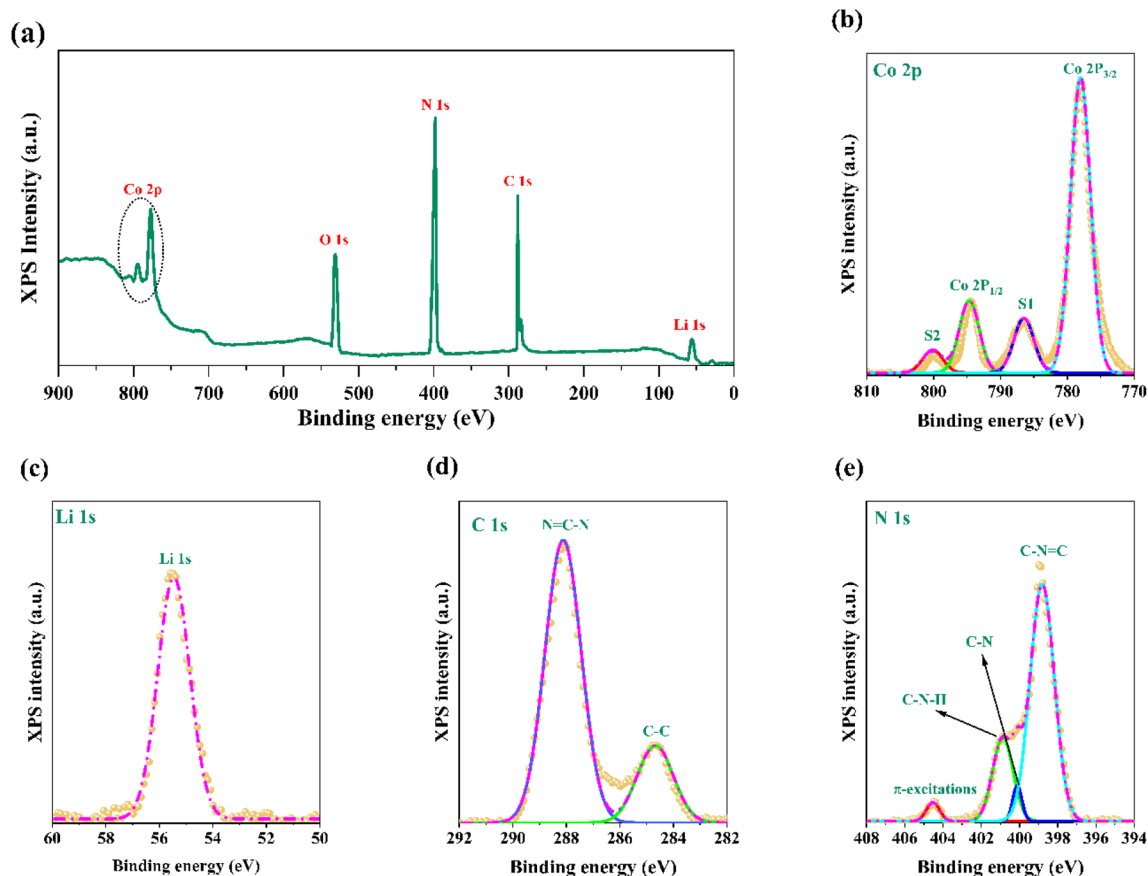 (a)
XPS Intensity (a.u.)
Co 2p
O 1s
N 1s
C 1s
Li 1s
900 800 700 600 500 400 300 200 100 0
Binding energy (eV)
(b)
Co 2p
XPS intensity (a.u.)
S2
Co 2P1/2
S1
Co 2P3/2
810 800 790 780 770
Binding energy (eV)
(c)
Li 1s
XPS intensity (a.u.)
Li 1s
60 58 56 54 52 50
Binding energy (eV)
(d)
C 1s
XPS intensity (a.u.)
N=C-N
C-C
292 290 288 286 284 282
Binding energy (eV)
(e)
N 1s
XPS intensity (a.u.)
C-N=C
C-N
C-N-H
π-excitations
408 406 404 402 400 398 396 394
Binding energy (eV)